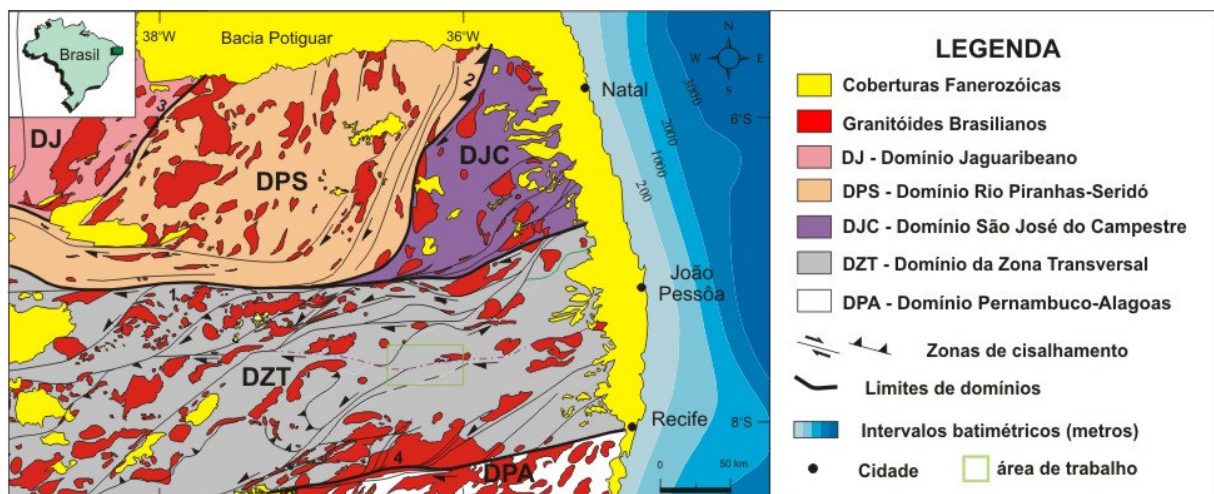 38°W
36°W
Brasil
Bacia Potiguar
N
W
E
S
Natal
3
2
DJ
DPS
DJC
6°S
3000
2000
1000
200
João
Pessôa
1
DZT
Recife
8°S
4
DPA
0
50 km
LEGENDA
Coberturas Fanerozóicas
Granitóides Brasilianos
DJ - Domínio Jaguaribeano
DPS - Domínio Rio Piranhas-Seridó
DJC - Domínio São José do Campestre
DZT - Domínio da Zona Transversal
DPA - Domínio Pernambuco-Alagoas
Zonas de cisalhamento
Limites de domínios
Intervalos batimétricos (metros)
Cidade
área de trabalho